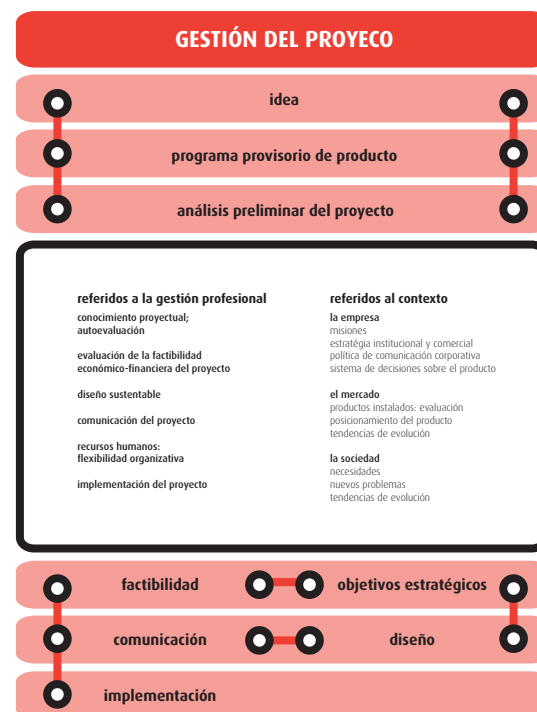 GESTIÓN DEL PROYECO
idea
programa provisorio de producto
análisis preliminar del proyecto
referidos a la gestión profesional
conocimiento proyectual;
autoevaluación
evaluación de la factibilidad
económico-financiera del proyecto
diseño sustentable
comunicación del proyecto
recursos humanos:
flexibilidad organizativa
implementación del proyecto
referidos al contexto
la empresa
misiones
estratégia institucional y comercial
política de comunicación corporativa
sistema de decisiones sobre el producto
el mercado
productos instalados: evaluación
posicionamiento del producto
tendencias de evolución
la sociedad
necesidades
nuevos problemas
tendencias de evolución
factibilidad
objetivos estratégicos
comunicación
diseño
implementación